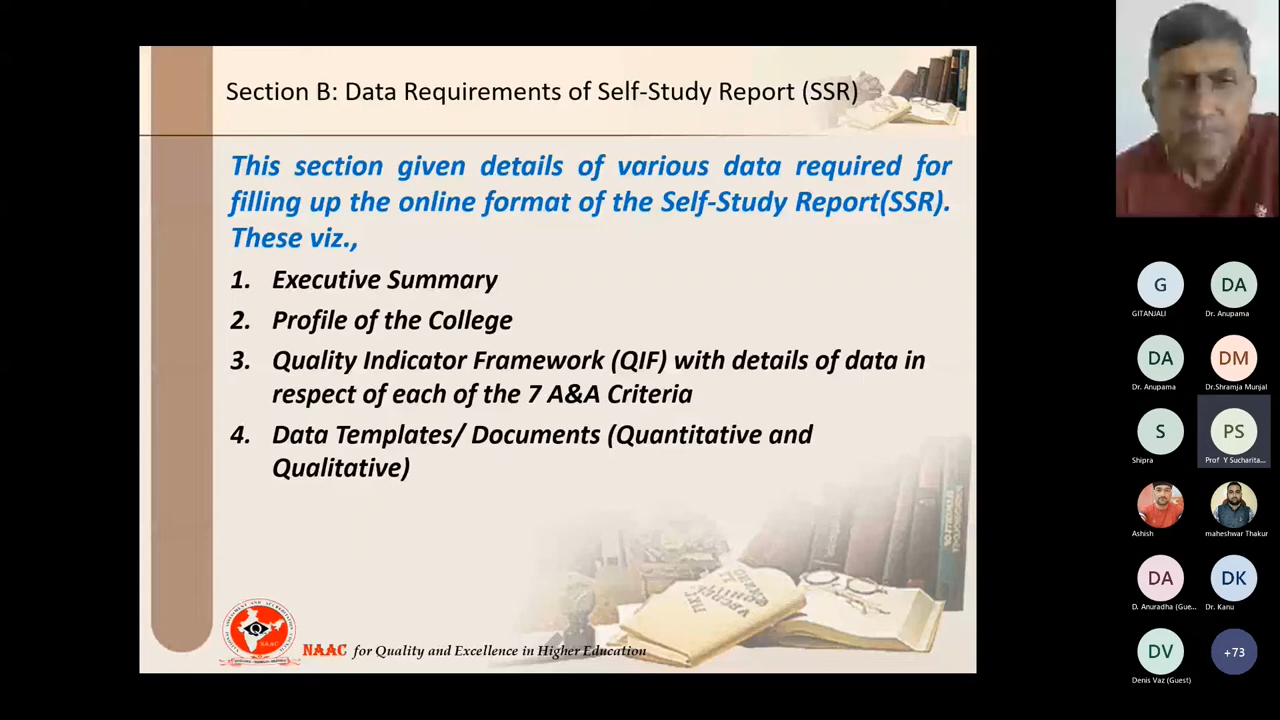 Section B: Data Requirements of Self-Study Report (SSR)
This section given details of various data required for
filling up the online format of the Self-Study Report(SSR).
These viz.,
1. Executive Summary
2. Profile of the College
3. Quality Indicator Framework (QIF) with details of data in
respect of each of the 7 A&A Criteria
4. Data Templates/ Documents (Quantitative and
Qualitative)
NAAC for Quality and Excellence in Higher Education
NAAC
G
GITANJALI
DA
Dr. Anupama
DA
Dr. Anupama
DM
Dr.Shramja Munjal
S
Shipra
PS
Prof Y Sucharita...
Ashish
maheshwar Thakur
DA
D. Anuradha (Gue...
DK
Dr. Kanu
DV
Denis Vaz (Guest)
+73